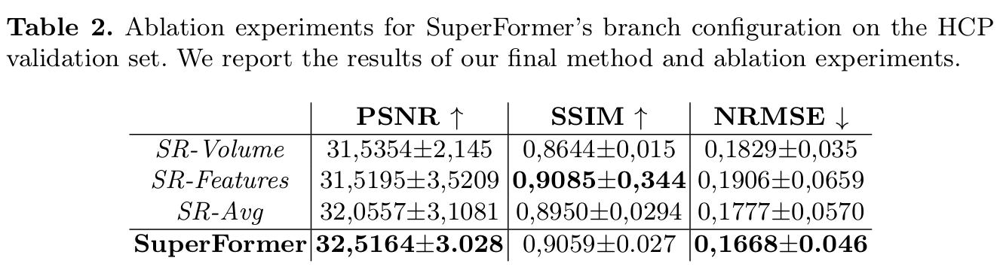 Table 2. Ablation experiments for SuperFormer's branch configuration on the HCP
validation set. We report the results of our final method and ablation experiments.
PSNR ↑ SSIM ↑ NRMSE ↓
SR-Volume 31,5354±2,145 0,8644±0,015 0,1829±0,035
SR-Features 31,5195±3,5209 0,9085±0,344 0,1906±0,0659
SR-Avg 32,0557±3,1081 0,8950±0,0294 0,1777±0,0570
SuperFormer 32,5164±3.028 0,9059±0.027 0,1668±0.046